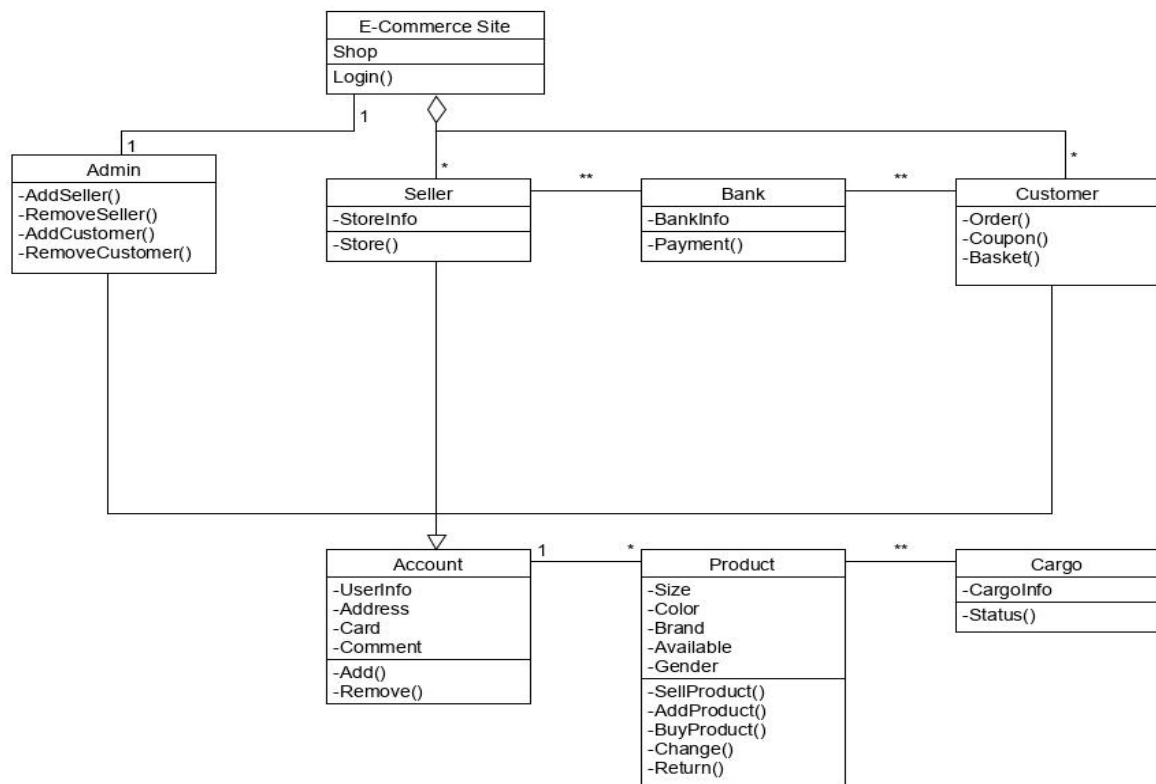 E-Commerce Site
Shop
Login()
1
1
*
*
Admin
-AddSeller()
-RemoveSeller()
-AddCustomer()
-RemoveCustomer()
Seller
-StoreInfo
-Store()
**
Bank
-BankInfo
-Payment()
**
Customer
-Order()
-Coupon()
-Basket()
Account
-UserInfo
-Address
-Card
-Comment
-Add()
-Remove()
1
*
Product
-Size
-Color
-Brand
-Available
-Gender
-SellProduct()
-AddProduct()
-BuyProduct()
-Change()
-Return()
**
Cargo
-CargoInfo
-Status()